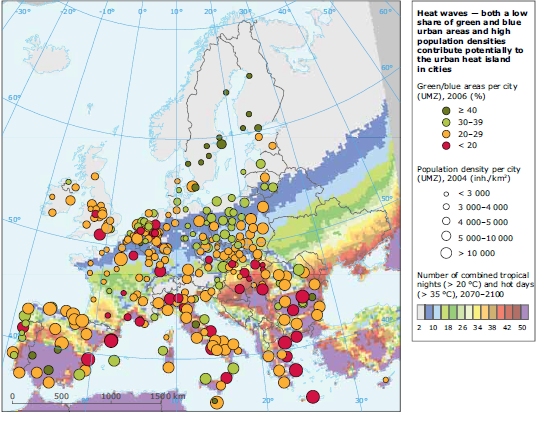 -30°
-20°
-10°
0°
10°
20°
30°
40°
50°
60°
60°
60°
50°
50°
40°
0 500 1000 1500 km
0°
10°
20°
30°
Heat waves — both a low
share of green and blue
urban areas and high
population densities
contribute potentially to
the urban heat island
in cities
Green/blue areas per city
(UMZ), 2006 (%)
≥ 40
30–39
20–29
< 20
Population density per city
(UMZ), 2004 (inh./km²)
< 3 000
3 000–4 000
4 000–5 000
5 000–10 000
> 10 000
Number of combined tropical
nights (> 20 °C) and hot days
(> 35 °C), 2070–2100
2 10 18 26 34 38 42 50